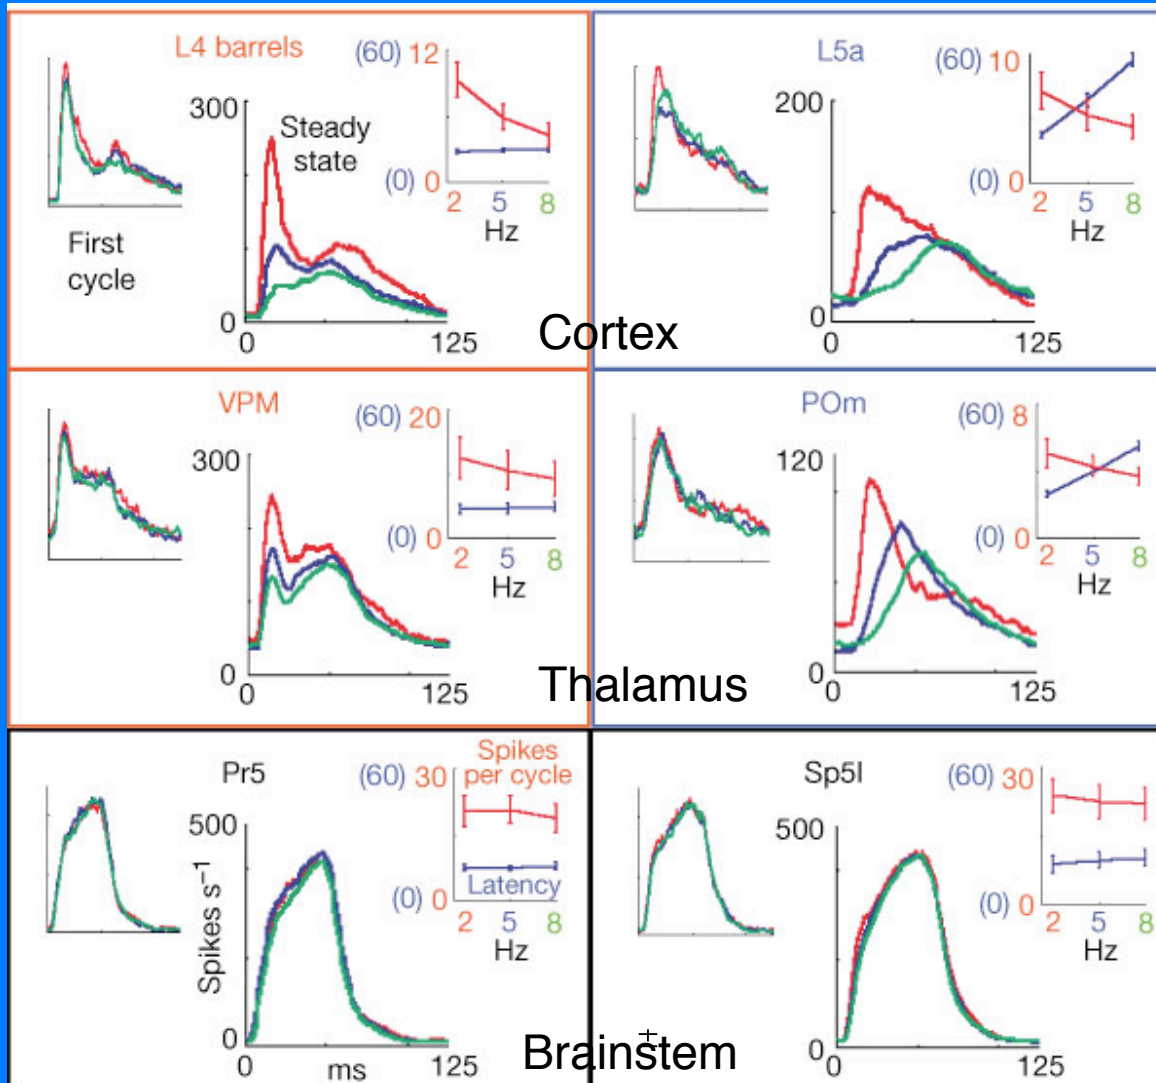 L4 barrels
(60) 12
300
Steady
state
(0) 0
2 5 8
Hz
First
cycle
0
0 125
L5a
(60) 10
200
(0) 0
2 5 8
Hz
0
0 125
Cortex
VPM
(60) 20
300
(0) 0
2 5 8
Hz
0
0 125
POm
(60) 8
120
(0) 0
2 5 8
Hz
0
0 125
Thalamus
Pr5
Spikes
per cycle
(60) 30
500
Latency
(0) 0
2 5 8
Hz
Spikes s⁻¹
0
0 ms 125
Sp5I
(60) 30
500
(0) 0
2 5 8
Hz
0
0 125
±
Brainstem